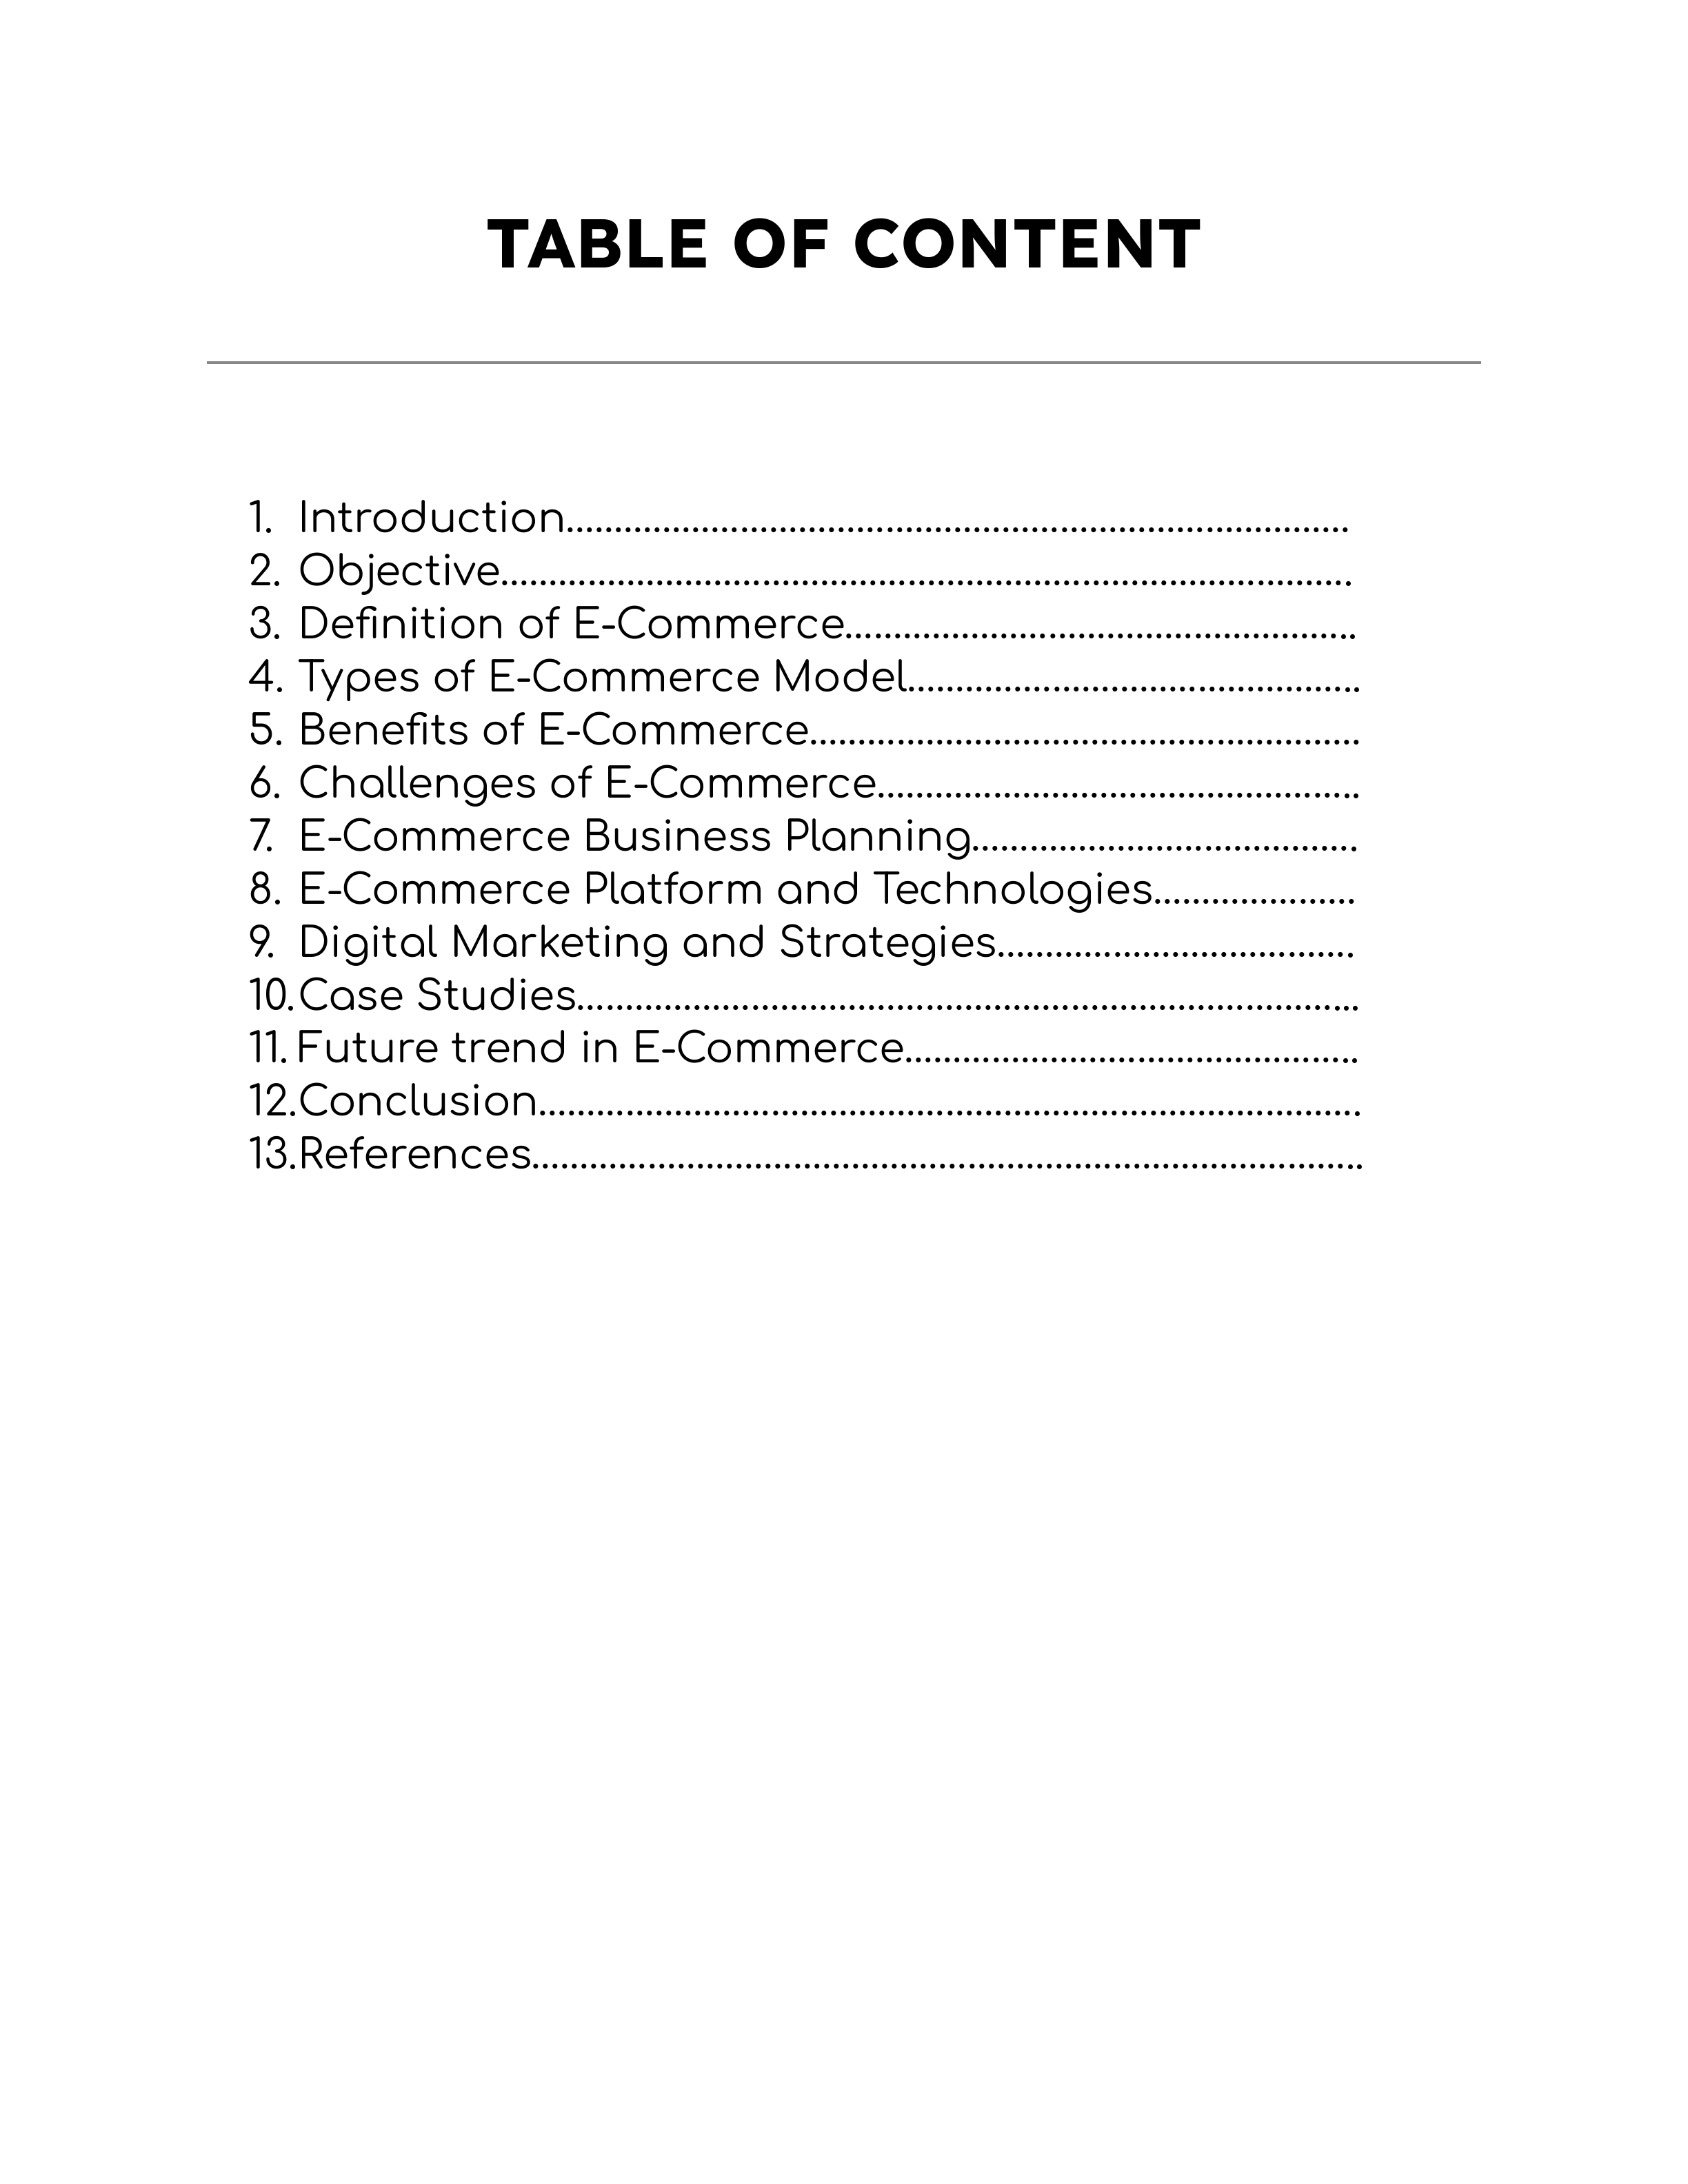 TABLE OF CONTENT
1. Introduction................................................................................
2. Objective.......................................................................................
3. Definition of E-Commerce.....................................................
4. Types of E-Commerce Model...............................................
5. Benefits of E-Commerce.........................................................
6. Challenges of E-Commerce..................................................
7. E-Commerce Business Planning........................................
8. E-Commerce Platform and Technologies.....................
9. Digital Marketing and Strategies.....................................
10. Case Studies.................................................................................
11. Future trend in E-Commerce...............................................
12. Conclusion.....................................................................................
13. References......................................................................................